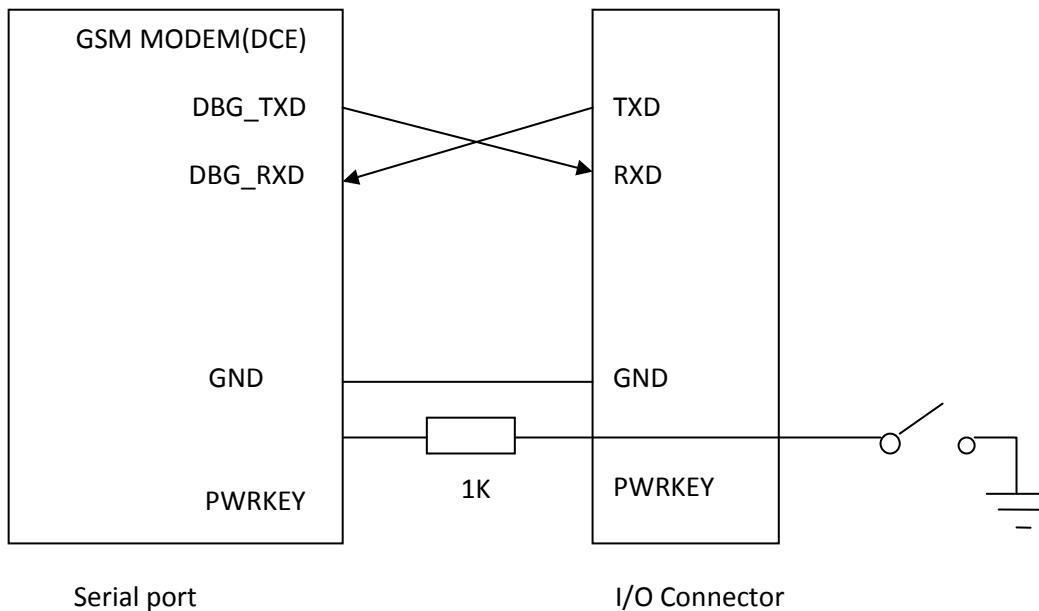 GSM MODEM(DCE)
DBG_TXD
TXD
DBG_RXD
RXD
GND
GND
1K
PWRKEY
PWRKEY
Serial port
I/O Connector